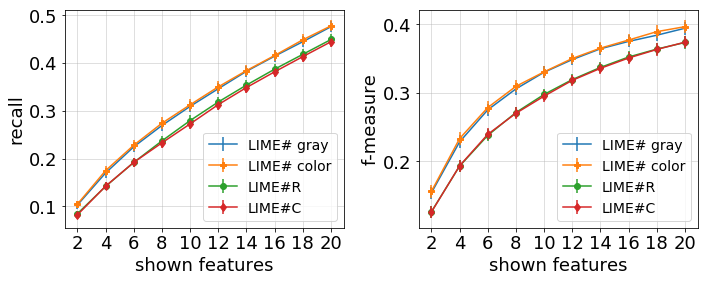 0.5
0.4
0.3
0.2
0.1
recall
2 4 6 8 10 12 14 16 18 20
shown features
LIME# gray
LIME# color
LIME#R
LIME#C
0.4
0.3
0.2
f-measure
2 4 6 8 10 12 14 16 18 20
shown features
LIME# gray
LIME# color
LIME#R
LIME#C